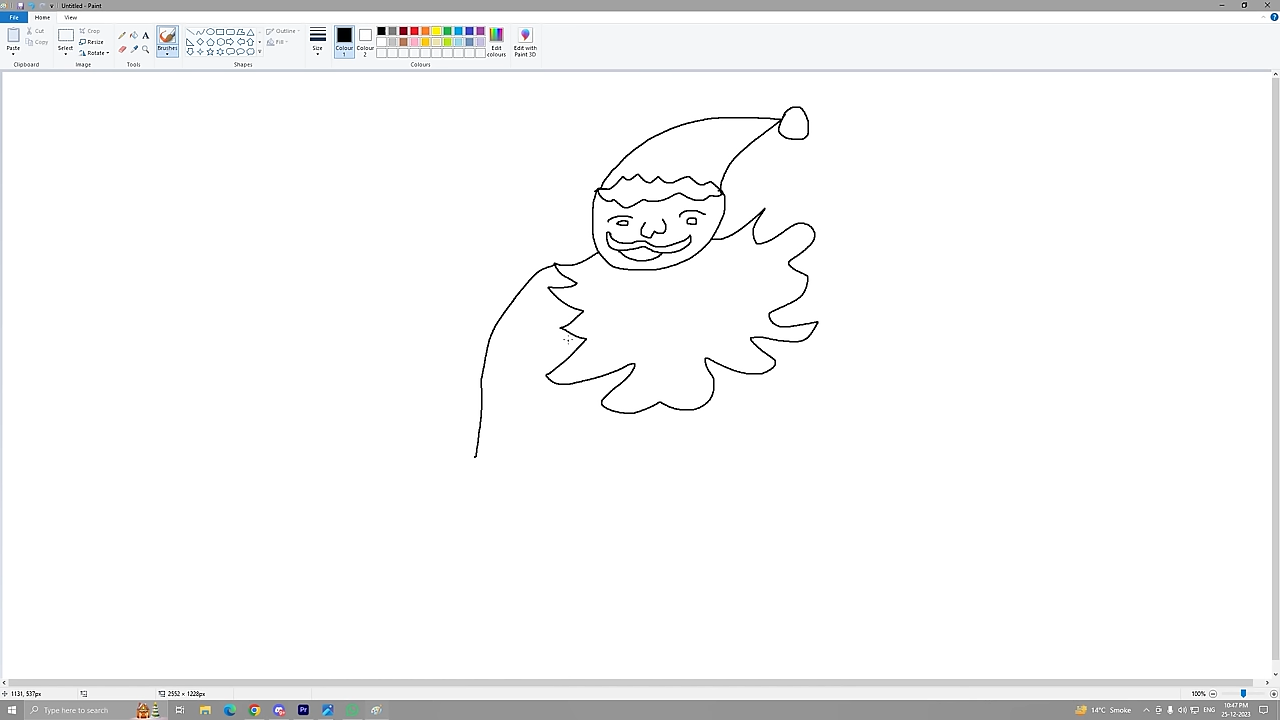 Untitled - Paint
File Home View
Paste
Cut
Copy
Clipboard
Select
Crop
Resize
Rotate
Image
A
Tools
Brushes
Outline
Fill
Shapes
Size
Colour 1
Colour 2
Edit colours
Colours
Edit with Paint 3D
1131, 537px
2552 × 1228px
100%
Type here to search
Pr
14°C Smoke
ENG
10:47 PM
25-12-2023